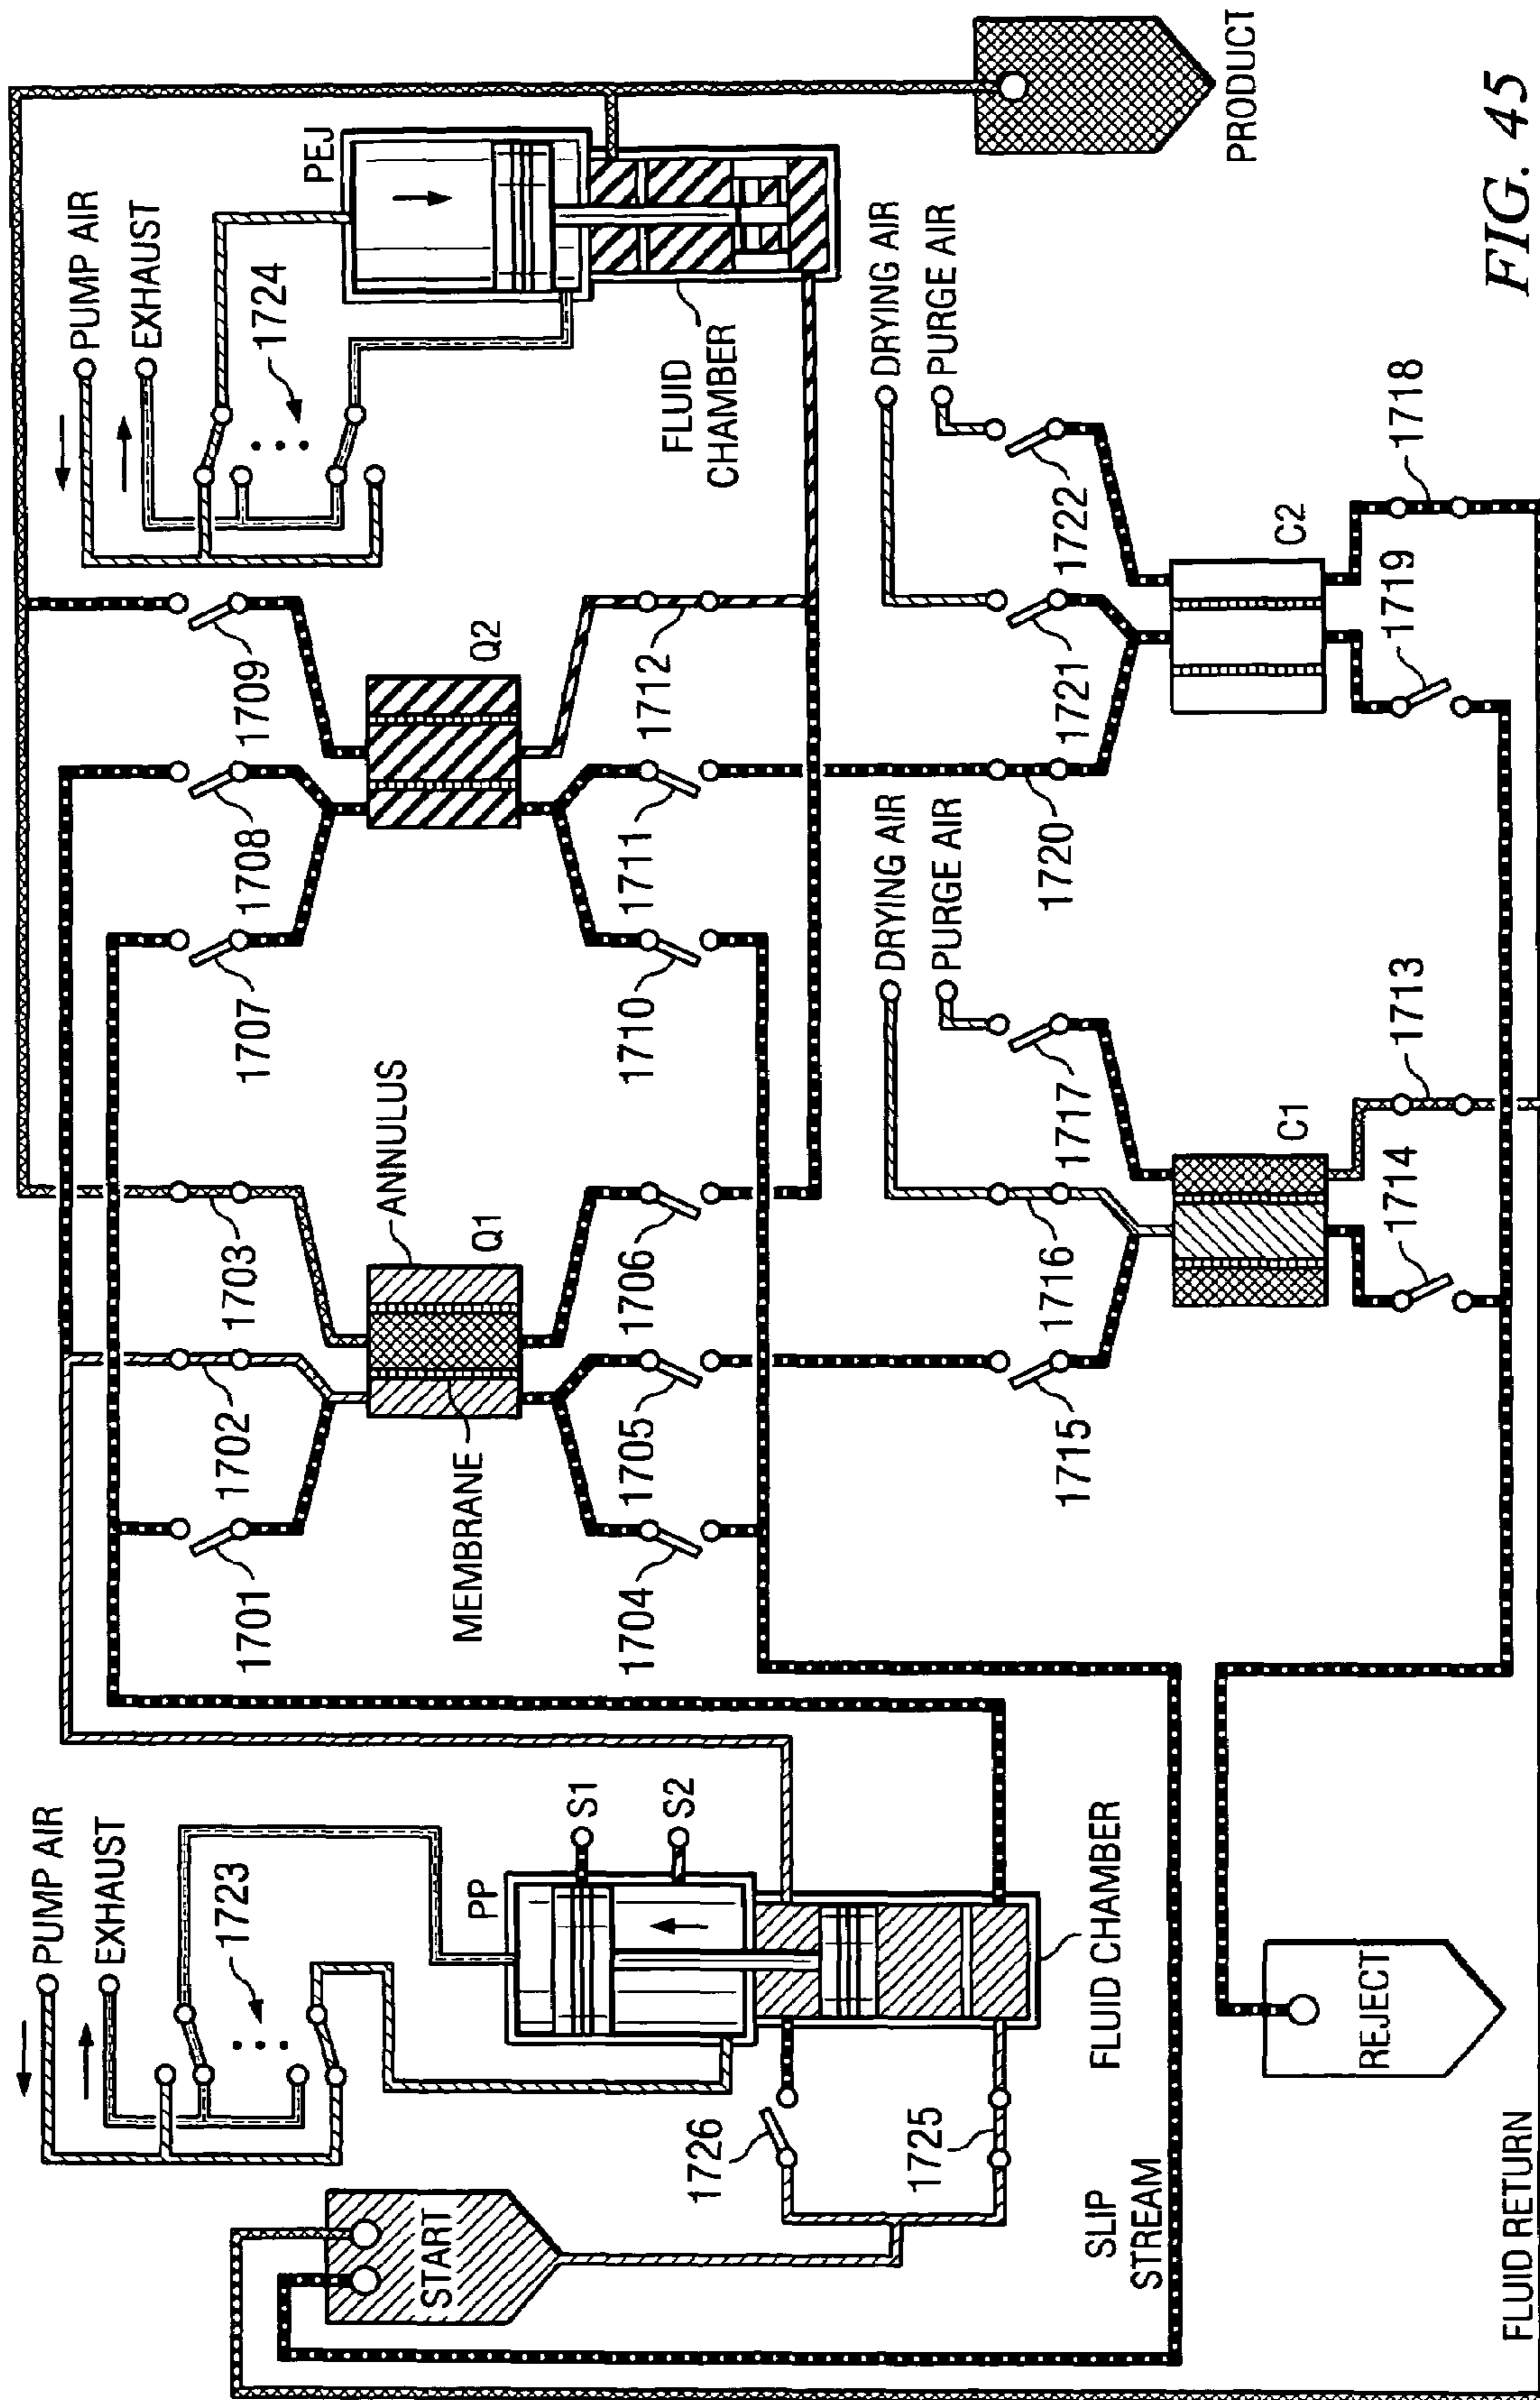 PUMP AIR
EXHAUST
1723
START
PP
S1
S2
1726
1725
SLIP
STREAM
FLUID CHAMBER
REJECT
FLUID RETURN
1701
1702
1703
MEMBRANE
ANNULUS
Q1
1704
1705
1706
1707
1708
1709
Q2
1710
1711
1712
PUMP AIR
EXHAUST
1724
PEJ
FLUID
CHAMBER
DRYING AIR
PURGE AIR
1715
1716
1717
C1
1714
1713
DRYING AIR
PURGE AIR
1720
1721
1722
C2
1719
1718
PRODUCT
FIG. 45